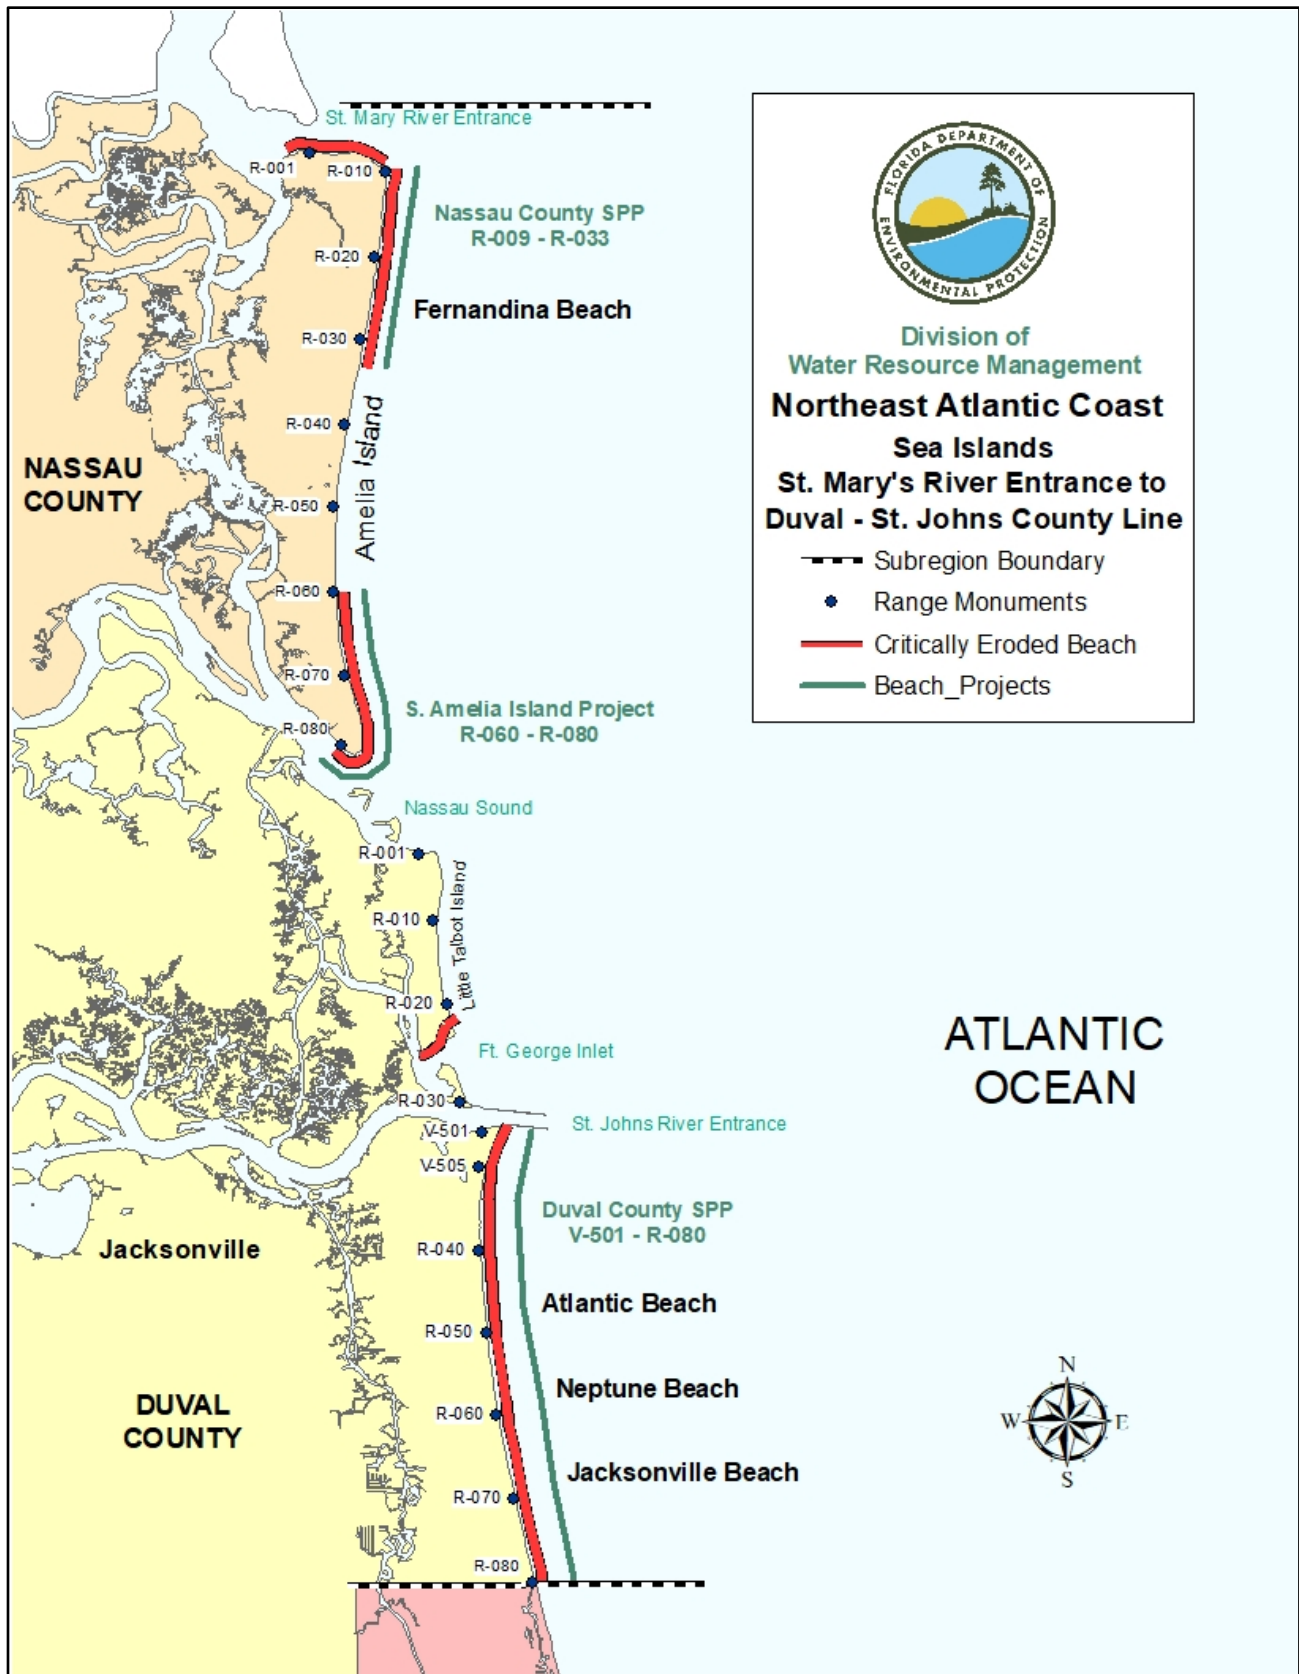 St. Mary River Entrance
R-001
R-010
Nassau County SPP
R-009 - R-033
R-020
Fernandina Beach
R-030
Amelia Island
R-040
NASSAU
COUNTY
R-050
R-060
R-070
S. Amelia Island Project
R-060 - R-080
R-080
Nassau Sound
R-001
Little Talbot Island
R-010
R-020
Ft. George Inlet
R-030
St. Johns River Entrance
V-501
V-505
Duval County SPP
V-501 - R-080
Jacksonville
R-040
Atlantic Beach
R-050
Neptune Beach
DUVAL
COUNTY
R-060
Jacksonville Beach
R-070
R-080
FLORIDA DEPARTMENT OF
ENVIRONMENTAL PROTECTION
Division of
Water Resource Management
Northeast Atlantic Coast
Sea Islands
St. Mary's River Entrance to
Duval - St. Johns County Line
Subregion Boundary
Range Monuments
Critically Eroded Beach
Beach_Projects
ATLANTIC
OCEAN
N
W
E
S